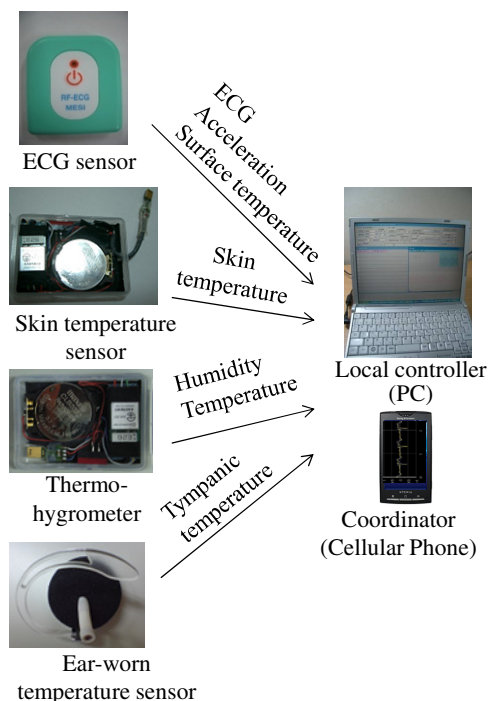 RF-ECG
MESI
ECG sensor
ECG
Acceleration
Surface temperature
Skin temperature
sensor
Skin
temperature
Thermo-
hygrometer
Humidity
Temperature
Ear-worn
temperature sensor
Tympanic
temperature
Local controller
(PC)
Coordinator
(Cellular Phone)